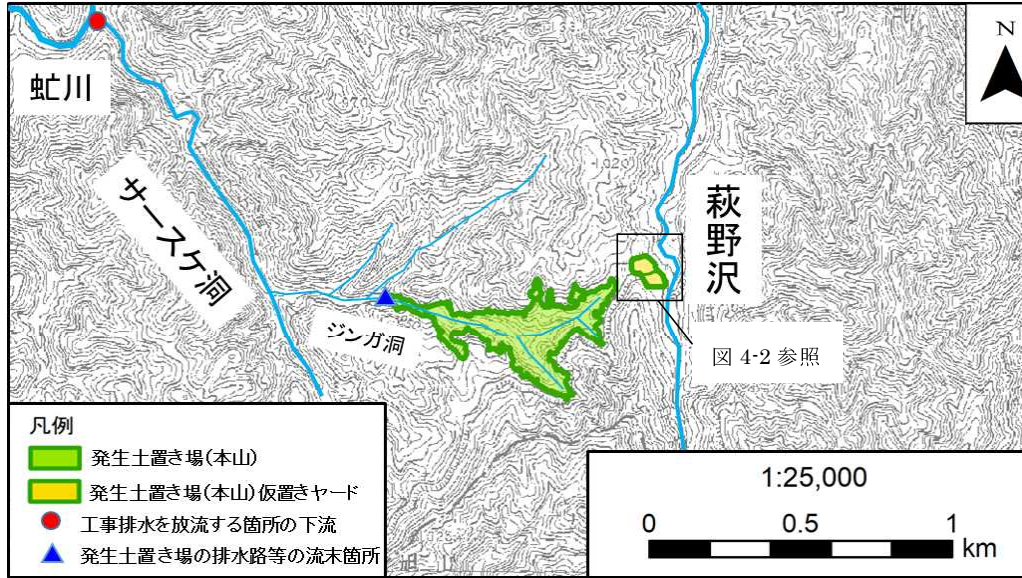 N
虻川
サースケ洞
萩野沢
ジンガ洞
図 4-2 参照
凡例
発生土置き場(本山)
発生土置き場(本山)仮置きヤード
工事排水を放流する箇所の下流
発生土置き場の排水路等の流末箇所
1:25,000
0 0.5 1
km